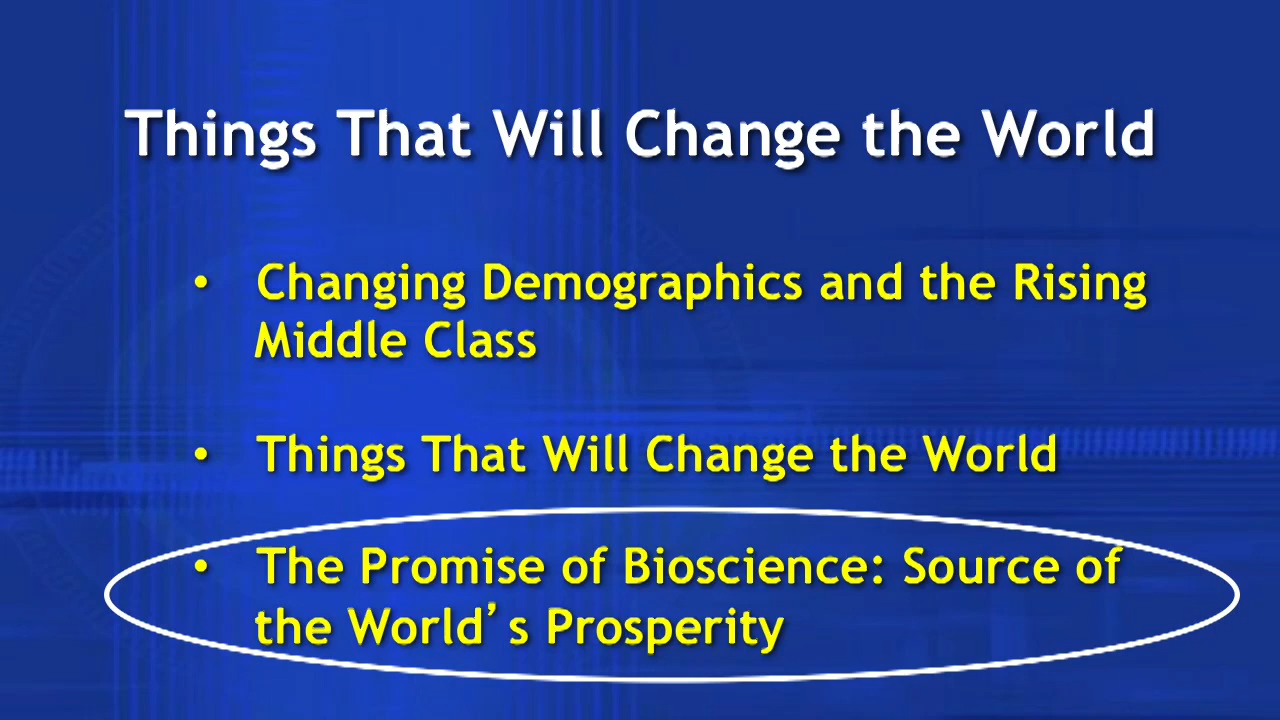 Things That Will Change the World
• Changing Demographics and the Rising
Middle Class
• Things That Will Change the World
• The Promise of Bioscience: Source of
the World’s Prosperity